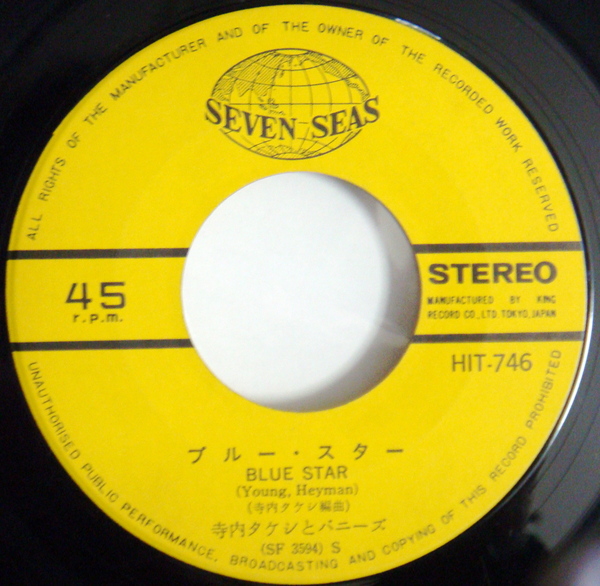 ALL RIGHTS OF THE MANUFACTURER AND OF THE OWNER OF THE RECORDED WORK RESERVED
SEVEN SEAS
45
r.p.m.
STEREO
MANUFACTURED BY KING
RECORD CO., LTD. TOKYO, JAPAN
HIT-746
ブルー・スター
BLUE STAR
(Young, Heyman)
(寺内タケシ編曲)
寺内タケシとバニーズ
(SF 3594) S
UNAUTHORISED PUBLIC PERFORMANCE, BROADCASTING AND COPYING OF THIS RECORD PROHIBITED